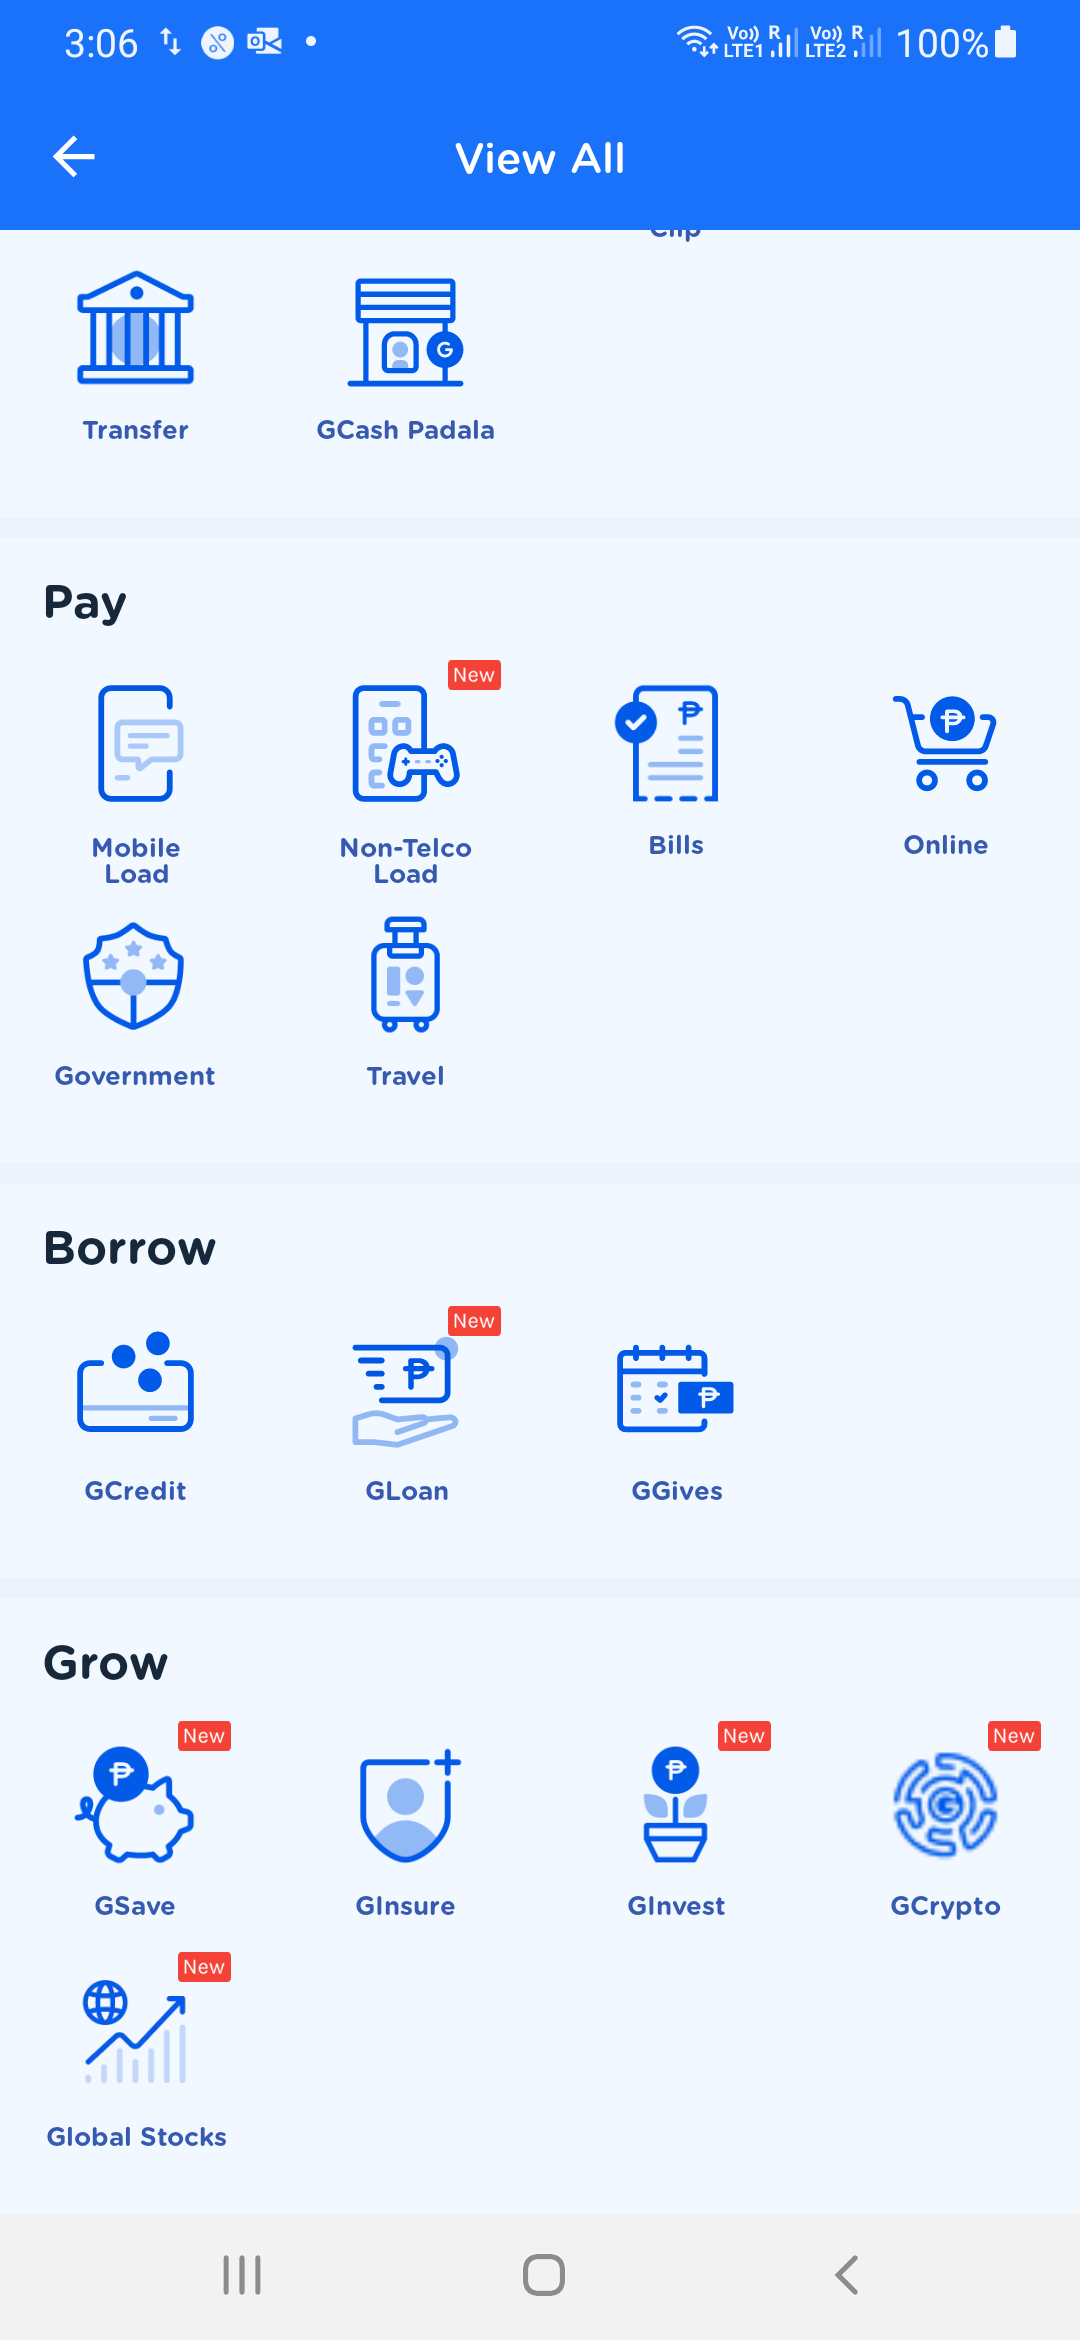 3:06
Vo)) R
LTE1
Vo)) R
LTE2
100%
View All
Clip
Transfer
GCash Padala
G
Pay
New
Mobile
Load
Non-Telco
Load
₱
Bills
₱
Online
Government
Travel
Borrow
New
GCredit
₱
GLoan
₱
GGives
Grow
New
New
New
₱
GSave
GInsure
₱
GInvest
G
GCrypto
New
Global Stocks